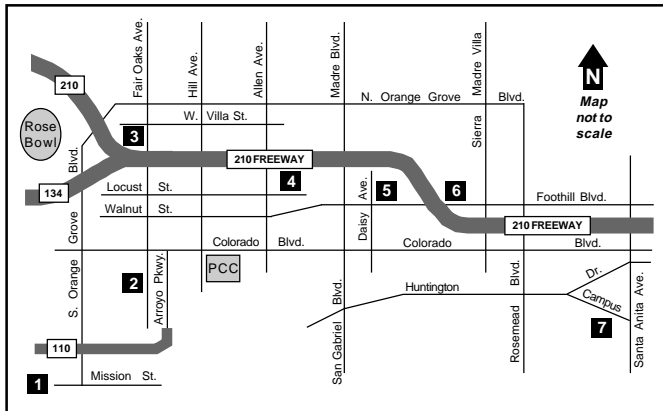 Fair Oaks Ave.
Hill Ave.
Allen Ave.
Madre Blvd.
Sierra Madre Villa
N
Map
not to
scale
210
N. Orange Grove Blvd.
W. Villa St.
Rose
Bowl
3
210 FREEWAY
4
5
6
134
Locust St.
Foothill Blvd.
Walnut St.
Daisy Ave.
210 FREEWAY
S. Orange Grove Blvd.
Colorado Blvd.
Colorado Blvd.
PCC
2
Arroyo Pkwy.
San Gabriel Blvd.
Huntington Dr.
Rosemead Blvd.
Campus
7
Santa Anita Ave.
110
1
Mission St.